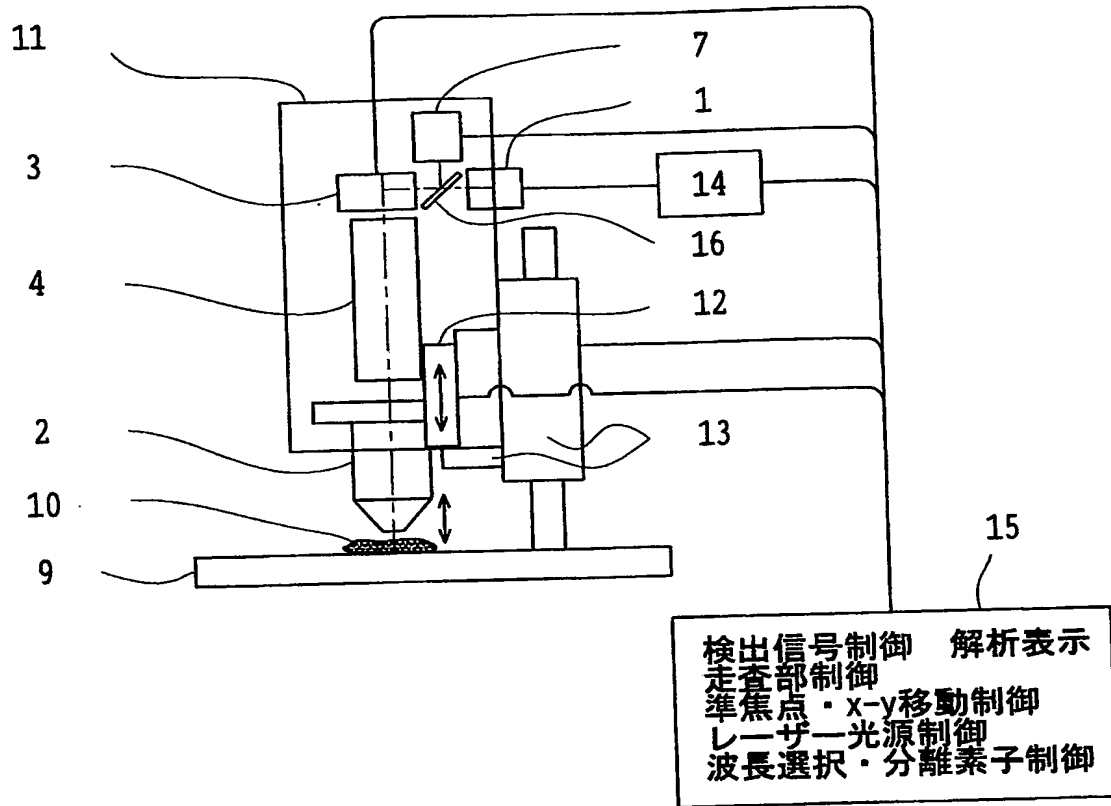 11
7
1
3
14
16
4
12
2
13
10
15
9
検出信号制御 解析表示
走査部制御
準焦点・x-y移動制御
レーザー光源制御
波長選択・分離素子制御